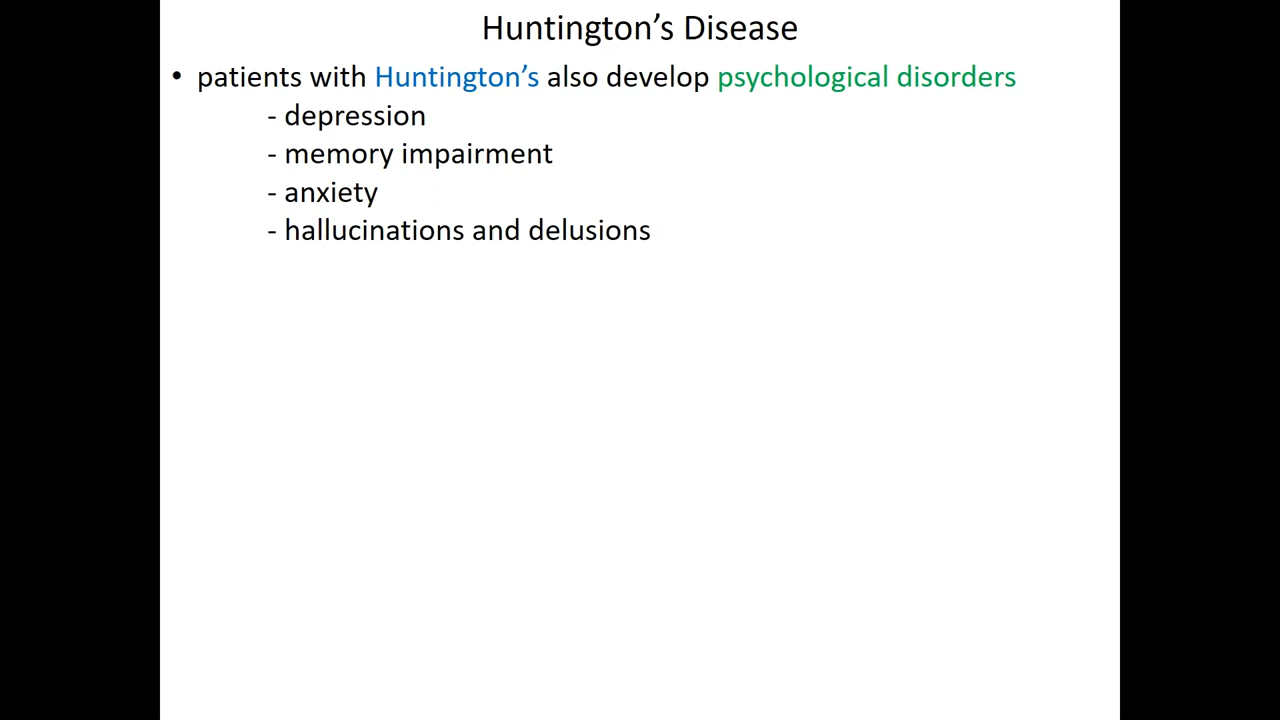 Huntington’s Disease
• patients with Huntington’s also develop psychological disorders
- depression
- memory impairment
- anxiety
- hallucinations and delusions